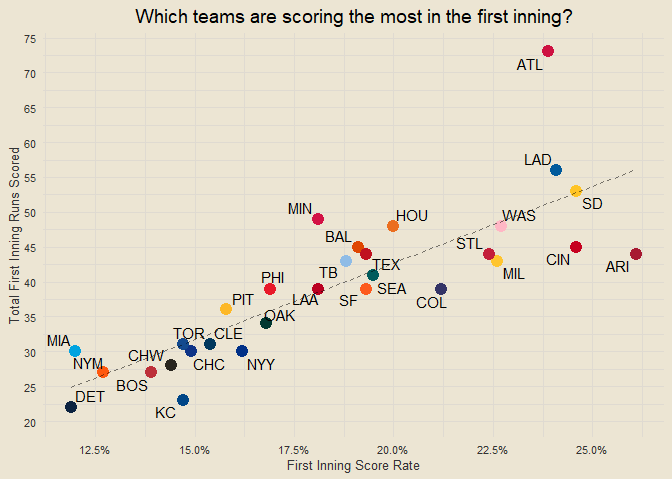 Which teams are scoring the most in the first inning?
75
ATL
70
65
60
LAD
55
SD
MIN
HOU
WAS
50
BAL
STL
45
TB
TEX
CIN
ARI
MIL
40
PHI
LAA
SF
SEA
COL
PIT
35
OAK
MIA
TOR
CLE
30
NYM
CHW
CHC
NYY
BOS
25
DET
KC
20
12.5%
15.0%
17.5%
20.0%
22.5%
25.0%
First Inning Score Rate
Total First Inning Runs Scored